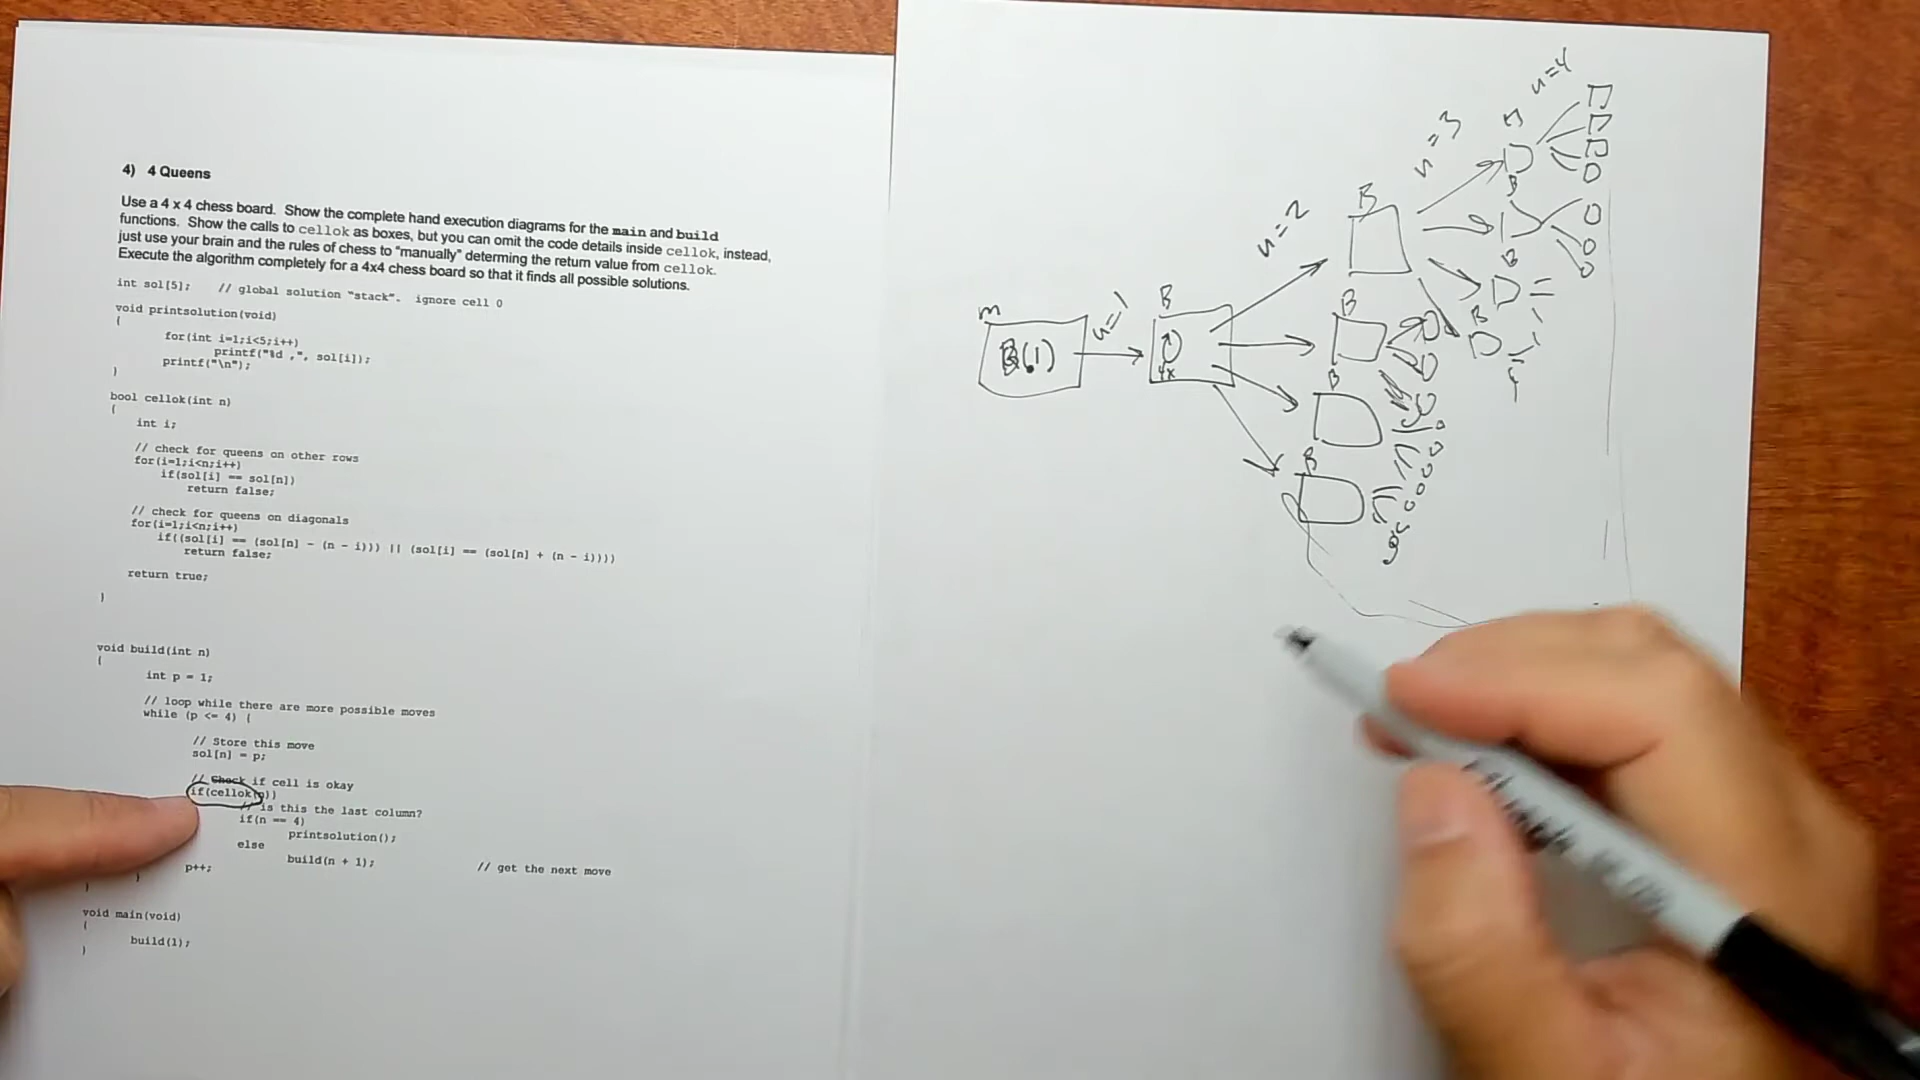 4) 4 Queens
Use a 4 x 4 chess board. Show the complete hand execution diagrams for the main and build
functions. Show the calls to cellok as boxes, but you can omit the code details inside cellok, instead,
just use your brain and the rules of chess to "manually" determing the return value from cellok.
Execute the algorithm completely for a 4x4 chess board so that it finds all possible solutions.
int sol[5]; // global solution "stack". ignore cell 0
void printsolution(void)
{
for(int i=1;i<5;i++)
printf("%d ,", sol[i]);
printf("\n");
}
bool cellok(int n)
{
int i;
// check for queens on other rows
for(i=1;i<n;i++)
if(sol[i] == sol[n])
return false;
// check for queens on diagonals
for(i=1;i<n;i++)
if((sol[i] == (sol[n] - (n - i))) || (sol[i] == (sol[n] + (n - i))))
return false;
return true;
}
void build(int n)
{
int p = 1;
// loop while there are more possible moves
while (p <= 4) {
// Store this move
sol[n] = p;
// Check if cell is okay
if(cellok(n))
// is this the last column?
if(n == 4)
printsolution();
else
build(n + 1); // get the next move
p++;
}
}
void main(void)
{
build(1);
}
m
B(1)
n=1
B
4x
n=2
B
B
B
B
n=3
B
B
B
n=4